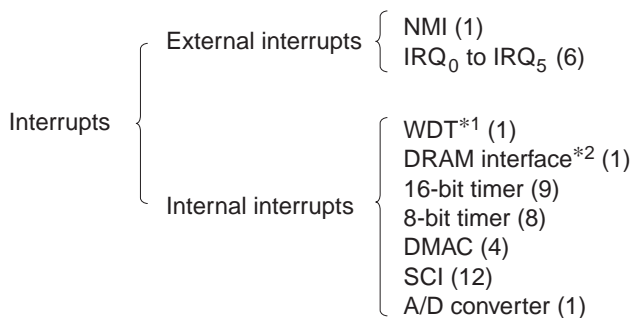 External interrupts
NMI (1)
IRQ0 to IRQ5 (6)
Interrupts
Internal interrupts
WDT*1 (1)
DRAM interface*2 (1)
16-bit timer (9)
8-bit timer (8)
DMAC (4)
SCI (12)
A/D converter (1)